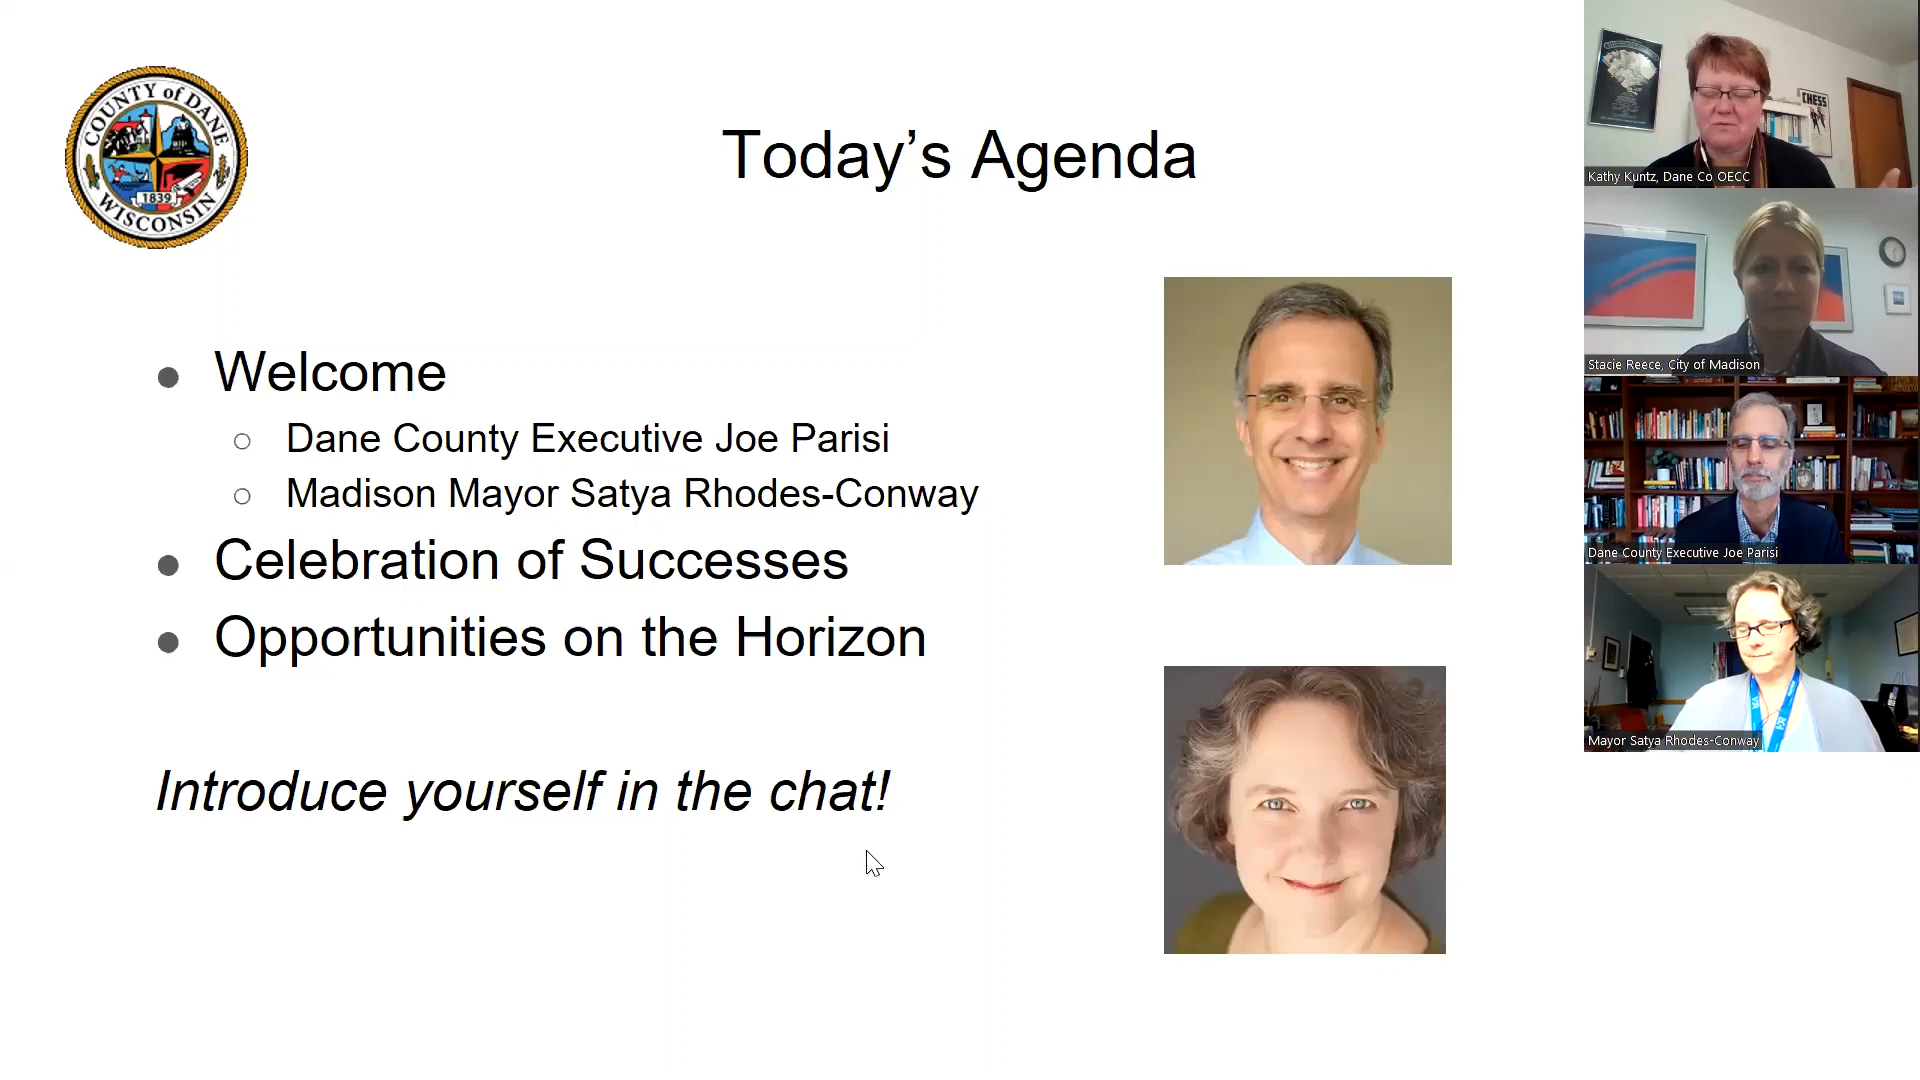 COUNTY of DANE
1839
WISCONSIN
Today’s Agenda
● Welcome
○ Dane County Executive Joe Parisi
○ Madison Mayor Satya Rhodes-Conway
● Celebration of Successes
● Opportunities on the Horizon
Introduce yourself in the chat!
CHESS
Kathy Kuntz, Dane Co OECC
Stacie Reece, City of Madison
Dane County Executive Joe Parisi
Mayor Satya Rhodes-Conway